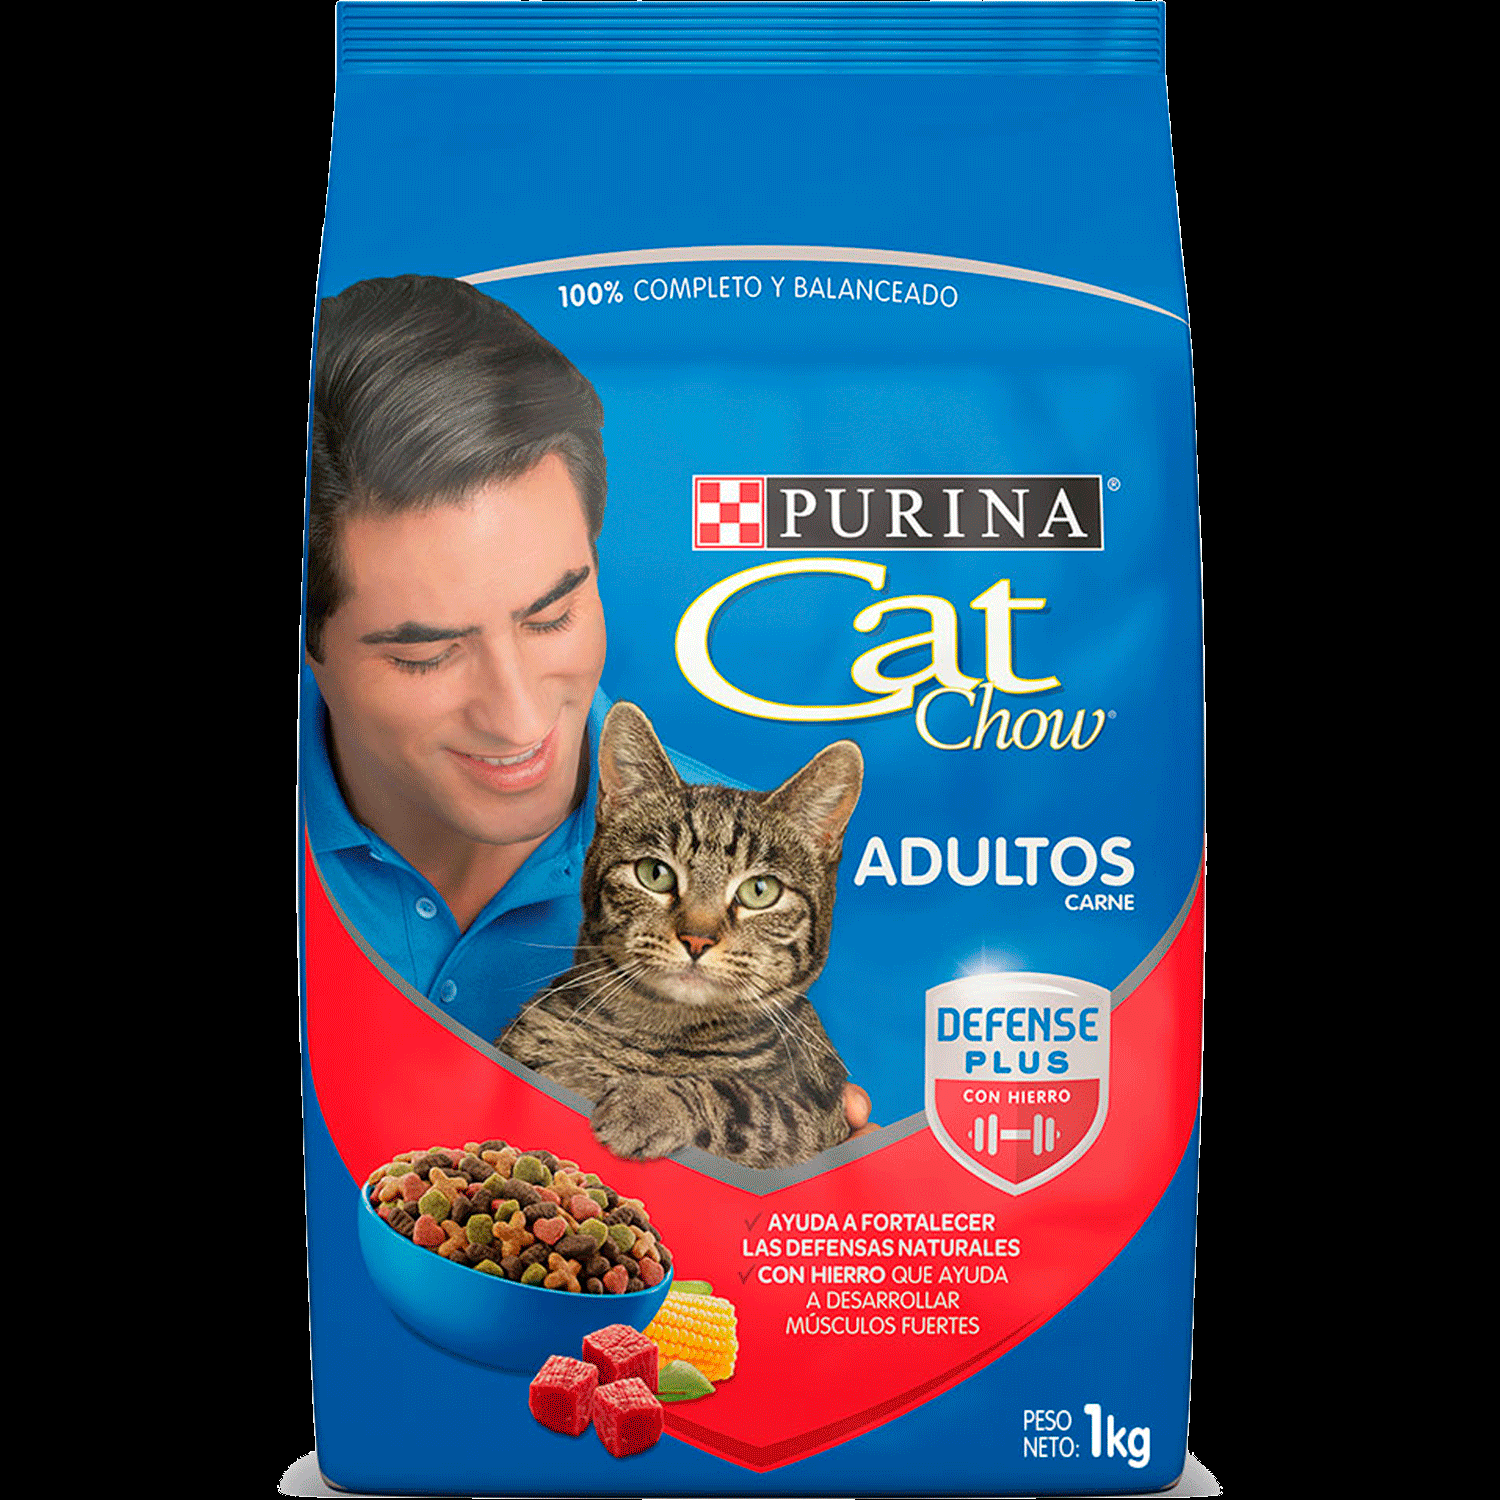 100% COMPLETO Y BALANCEADO
PURINA®
Cat
Chow®
ADULTOS
CARNE
DEFENSE
PLUS
CON HIERRO
✓ AYUDA A FORTALECER
LAS DEFENSAS NATURALES
✓ CON HIERRO QUE AYUDA
A DESARROLLAR
MÚSCULOS FUERTES
PESO
NETO: 1kg